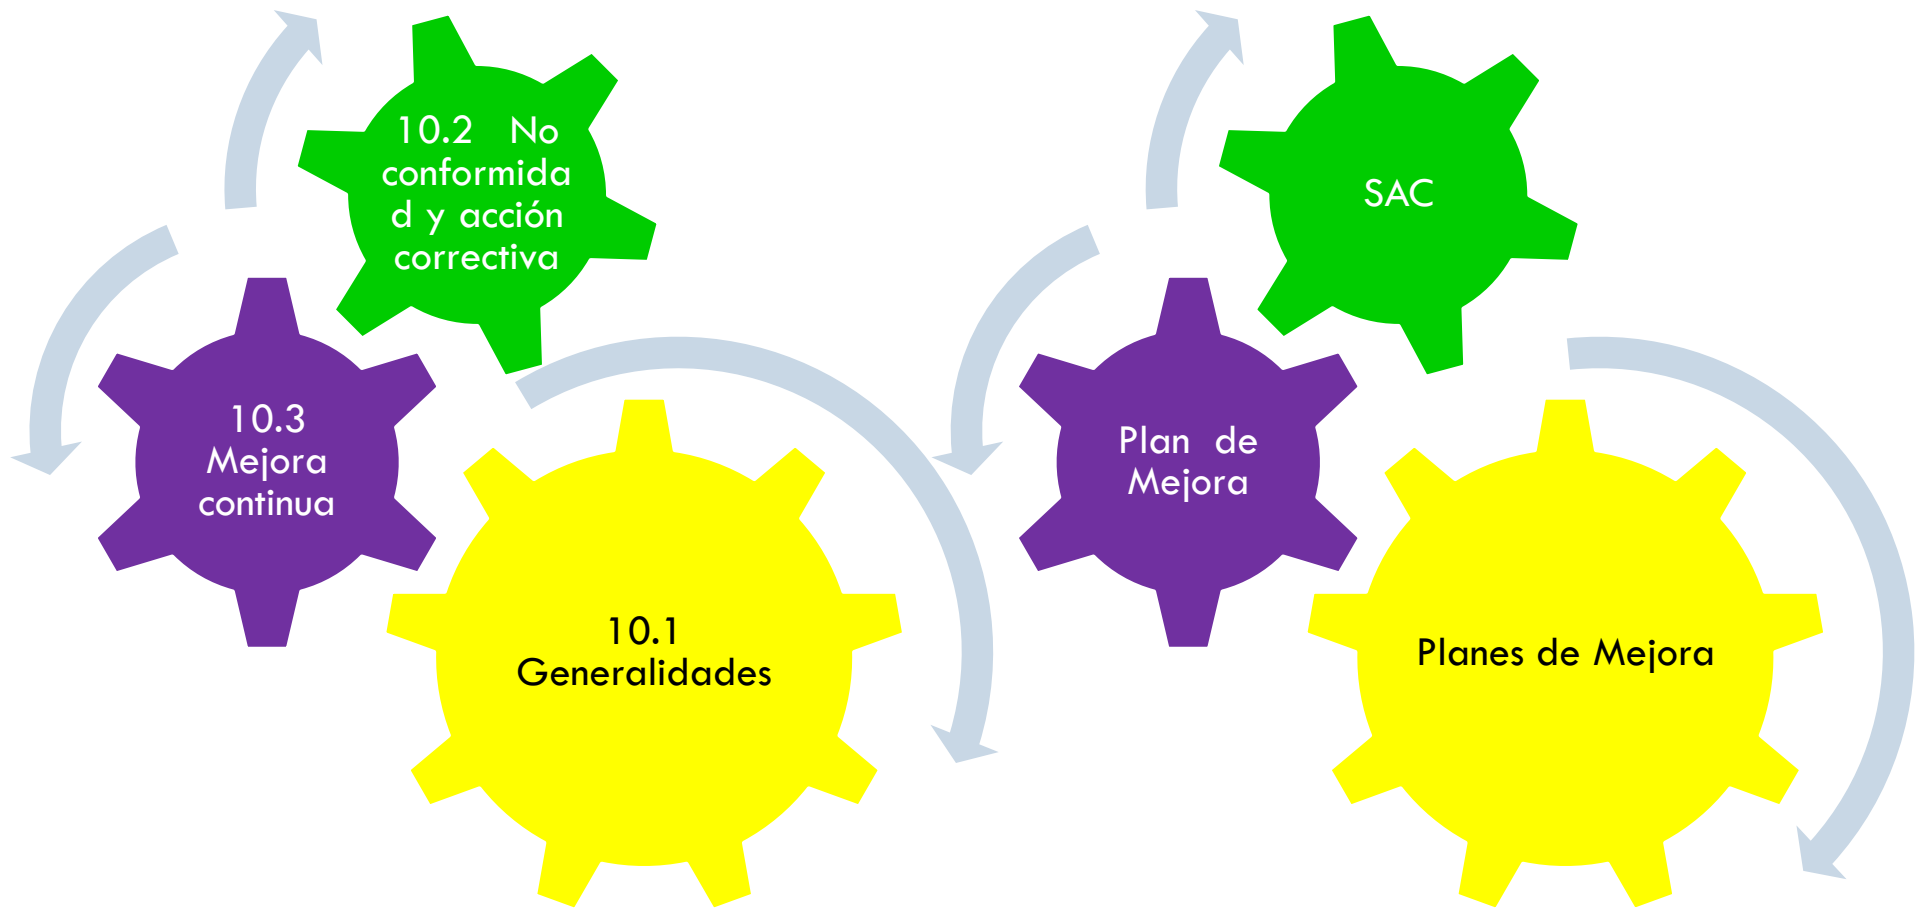 10.2 No
conformida
d y acción
correctiva
10.3
Mejora
continua
10.1
Generalidades
SAC
Plan de
Mejora
Planes de Mejora